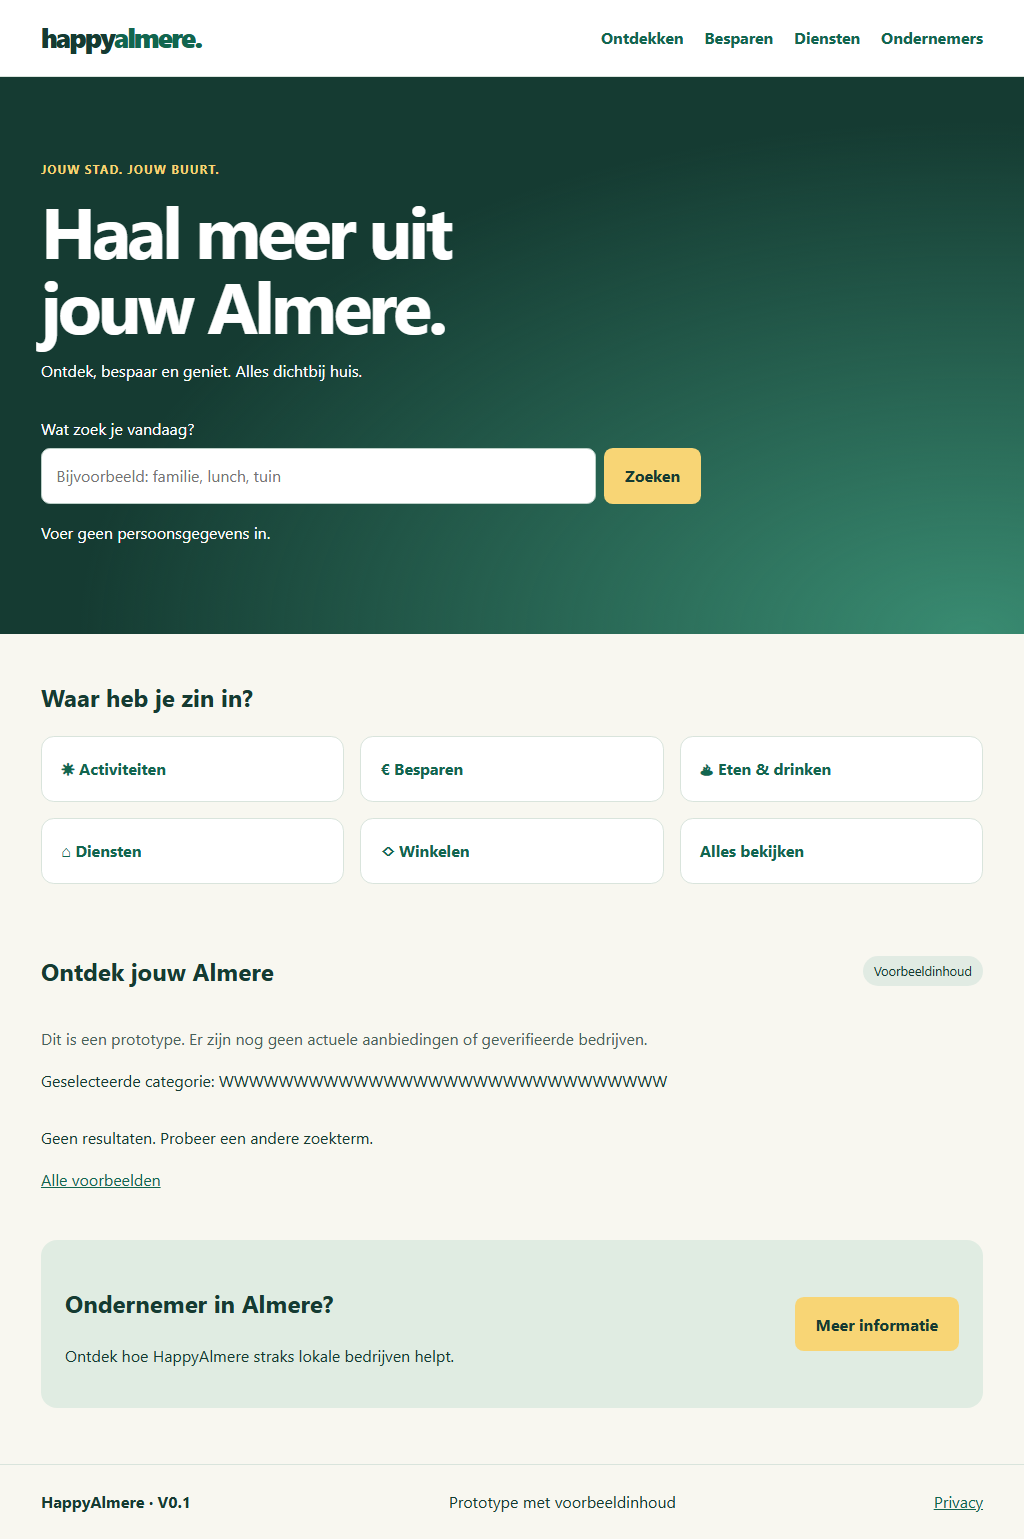 happyalmere.
Ontdekken Besparen Diensten Ondernemers
JOUW STAD. JOUW BUURT.
Haal meer uit
jouw Almere.
Ontdek, bespaar en geniet. Alles dichtbij huis.
Wat zoek je vandaag?
Bijvoorbeeld: familie, lunch, tuin
Zoeken
Voer geen persoonsgegevens in.
Waar heb je zin in?
Activiteiten
€ Besparen
Eten & drinken
⌂ Diensten
◇ Winkelen
Alles bekijken
Ontdek jouw Almere
Voorbeeldinhoud
Dit is een prototype. Er zijn nog geen actuele aanbiedingen of geverifieerde bedrijven.
Geselecteerde categorie: WWWWWWWWWWWWWWWWWWWWWWWWWWWWWW
Geen resultaten. Probeer een andere zoekterm.
Alle voorbeelden
Ondernemer in Almere?
Ontdek hoe HappyAlmere straks lokale bedrijven helpt.
Meer informatie
HappyAlmere · V0.1
Prototype met voorbeeldinhoud
Privacy